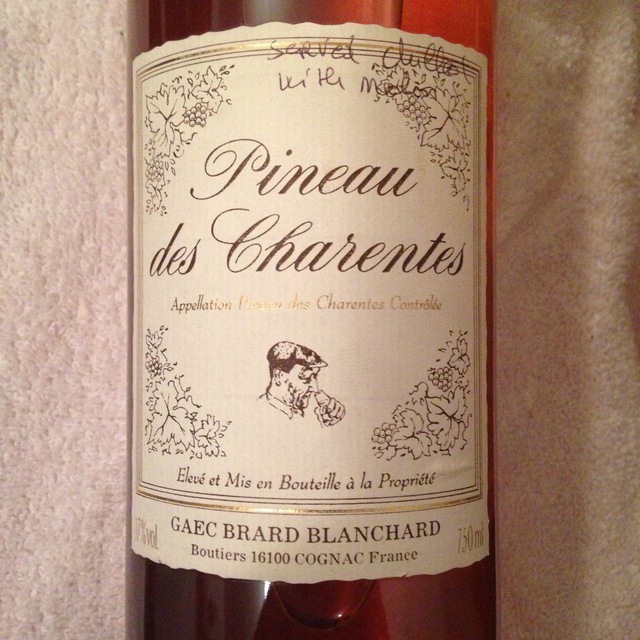 served chilled
with melon
Pineau
des Charentes
Appellation Pineau des Charentes Contrôlée
Elevé et Mis en Bouteille à la Propriété
17%vol.
GAEC BRARD BLANCHARD
750 ml
Boutiers 16100 COGNAC France